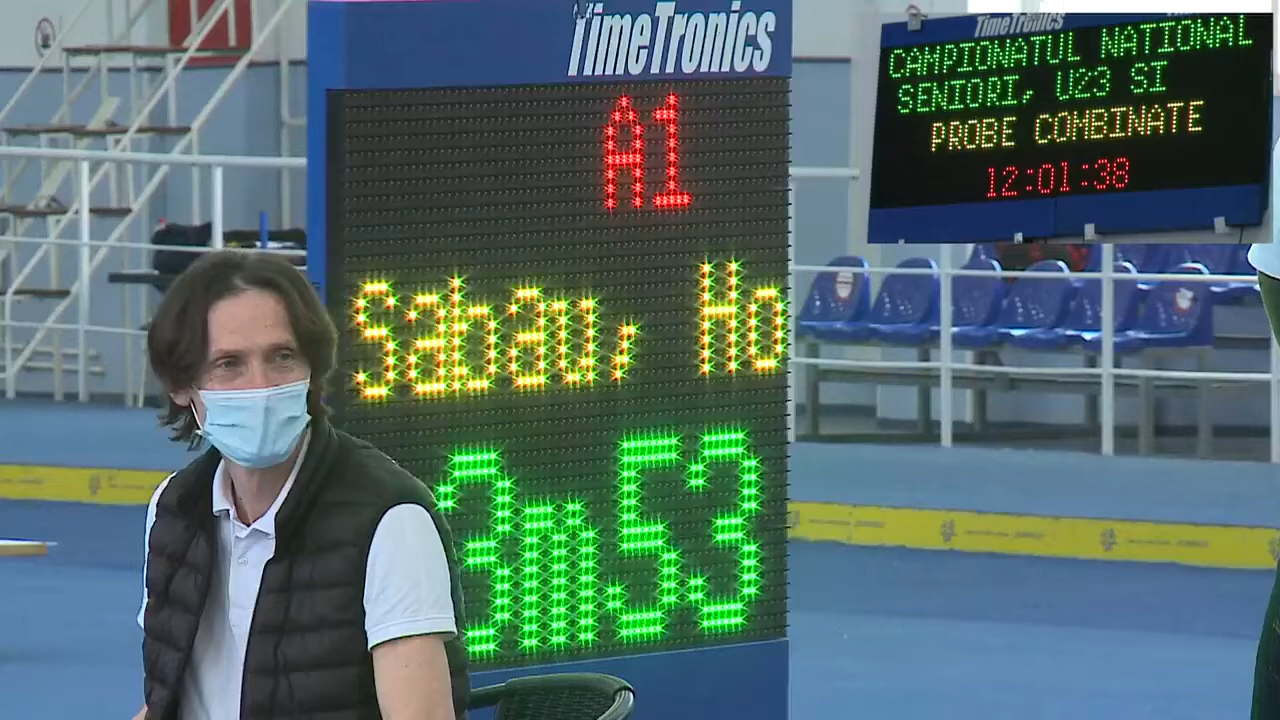 TimeTronics
A1
Sabau, Ho
3m53
TimeTronics
CAMPIONATUL NATIONAL
SENIORI, U23 SI
PROBE COMBINATE
12:01:38